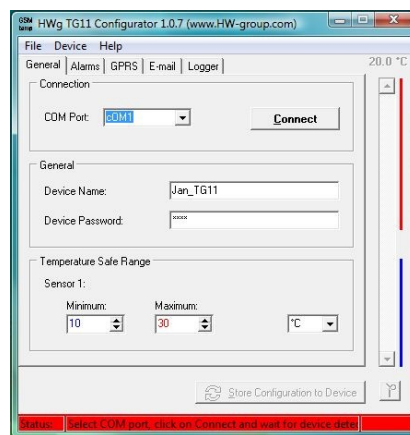 GSM temp HWg TG11 Configurator 1.0.7 (www.HW-group.com)
File Device Help
General Alarms GPRS E-mail Logger 20.0 °C
Connection
COM Port: cOM1 Connect
General
Device Name: Jan_TG11
Device Password: xxxx
Temperature Safe Range
Sensor 1:
Minimum: Maximum:
10 30 °C
Store Configuration to Device
Status: Select COM port, click on Connect and wait for device dete